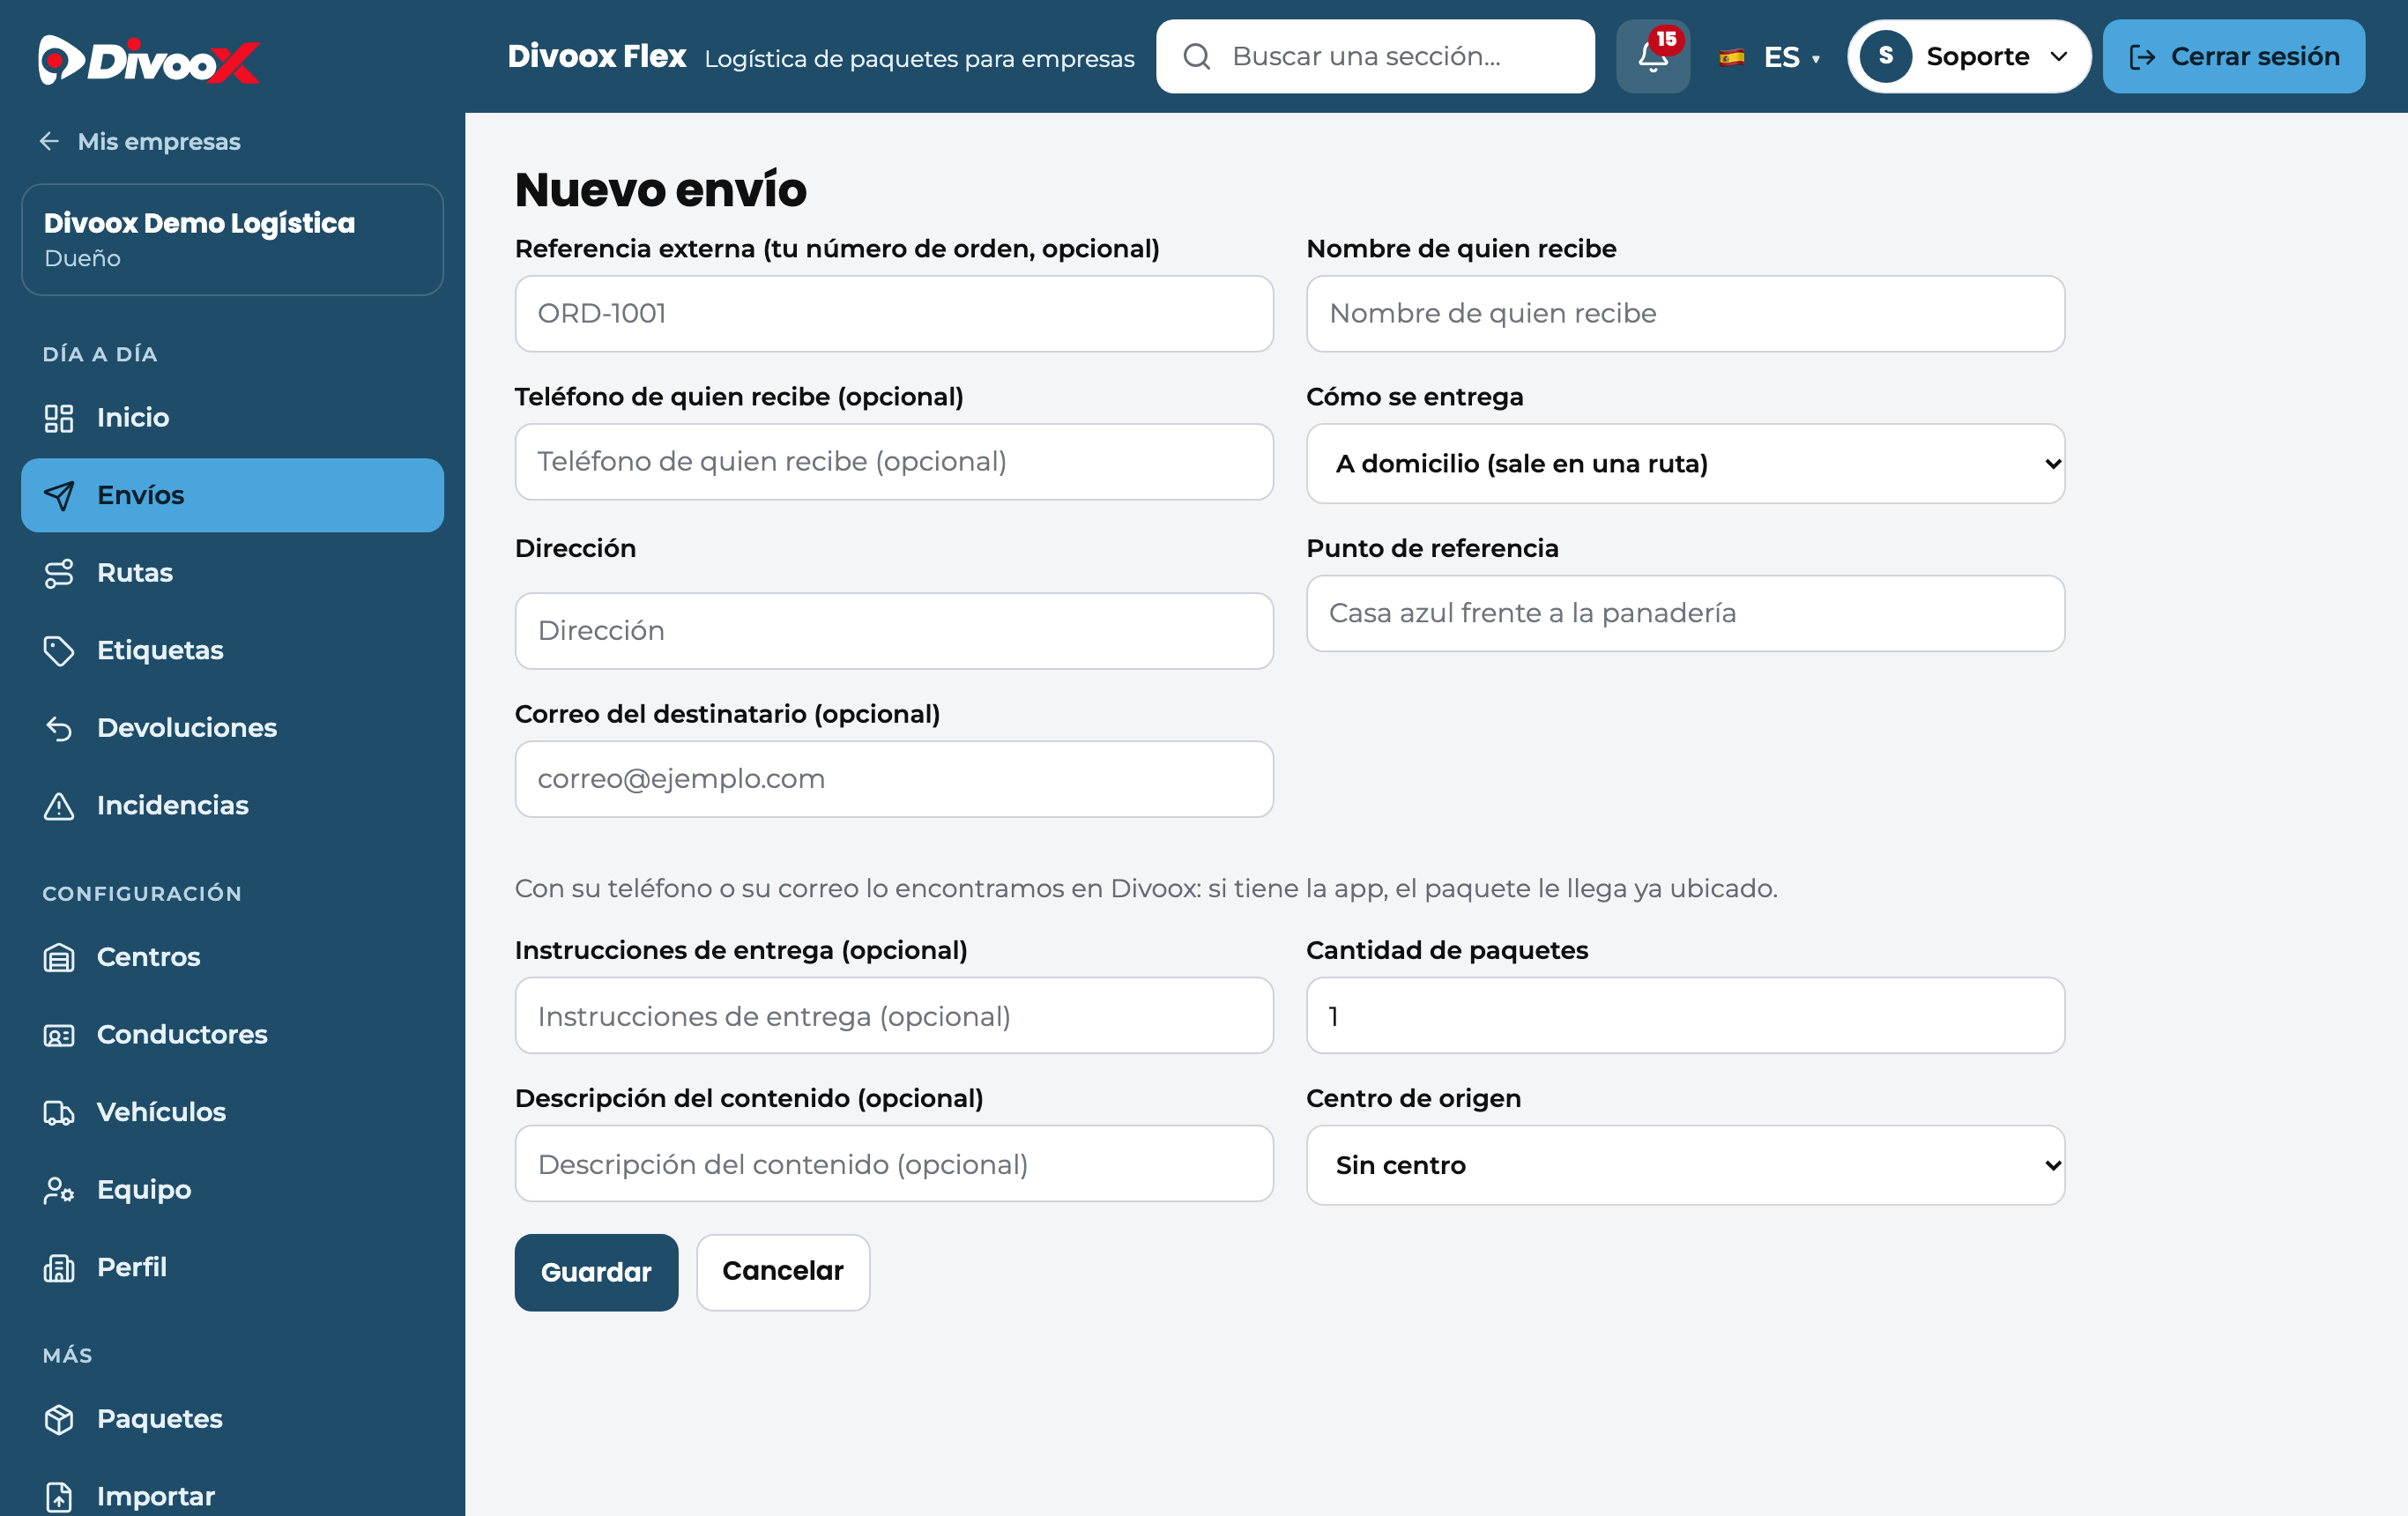 Divoox
Divoox Flex Logística de paquetes para empresas
Buscar una sección...
15
ES
S Soporte
Cerrar sesión
Mis empresas
Divoox Demo Logística
Dueño
DÍA A DÍA
Inicio
Envíos
Rutas
Etiquetas
Devoluciones
Incidencias
CONFIGURACIÓN
Centros
Conductores
Vehículos
Equipo
Perfil
MÁS
Paquetes
Importar
Nuevo envío
Referencia externa (tu número de orden, opcional)
ORD-1001
Nombre de quien recibe
Nombre de quien recibe
Teléfono de quien recibe (opcional)
Teléfono de quien recibe (opcional)
Cómo se entrega
A domicilio (sale en una ruta)
Dirección
Dirección
Punto de referencia
Casa azul frente a la panadería
Correo del destinatario (opcional)
correo@ejemplo.com
Con su teléfono o su correo lo encontramos en Divoox: si tiene la app, el paquete le llega ya ubicado.
Instrucciones de entrega (opcional)
Instrucciones de entrega (opcional)
Cantidad de paquetes
1
Descripción del contenido (opcional)
Descripción del contenido (opcional)
Centro de origen
Sin centro
Guardar
Cancelar